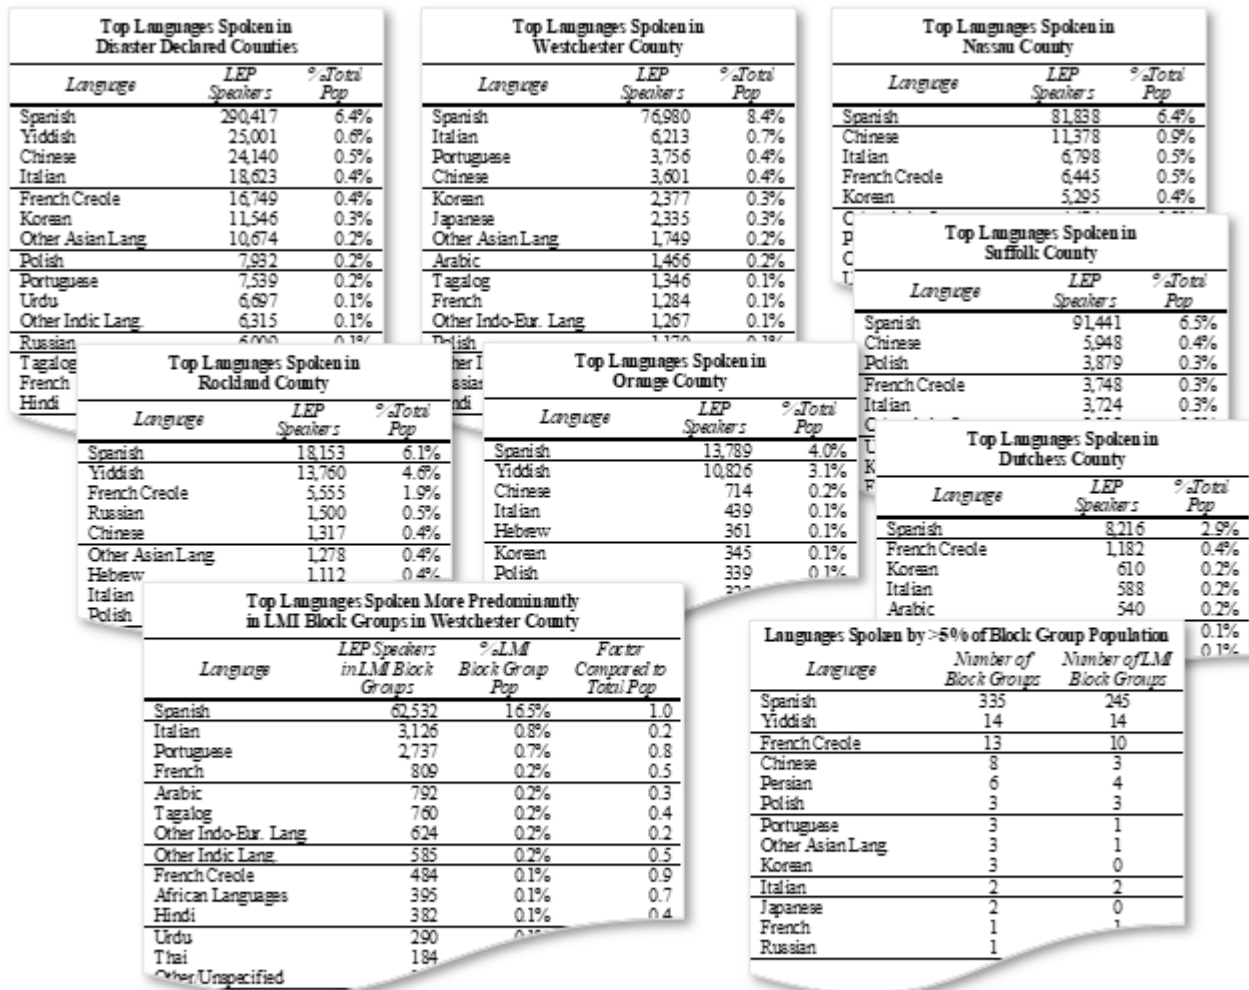 Top Languages Spoken in
Disaster Declared Counties
Language LEP Speakers %Total Pop
Spanish 290,417 6.4%
Yiddish 25,001 0.6%
Chinese 24,140 0.5%
Italian 18,623 0.4%
French Creole 16,749 0.4%
Korean 11,546 0.3%
Other Asian Lang. 10,674 0.2%
Polish 7,932 0.2%
Portuguese 7,539 0.2%
Urdu 6,697 0.1%
Other Indic Lang. 6,315 0.1%
Russian 0.1%
Tagalog
French
Hindi
Top Languages Spoken in
Westchester County
Language LEP Speakers %Total Pop
Spanish 76,980 8.4%
Italian 6,213 0.7%
Portuguese 3,756 0.4%
Chinese 3,601 0.4%
Korean 2,377 0.3%
Japanese 2,335 0.3%
Other Asian Lang. 1,749 0.2%
Arabic 1,466 0.2%
Tagalog 1,346 0.1%
French 1,284 0.1%
Other Indo-Eur. Lang. 1,267 0.1%
Polish
Top Languages Spoken in
Nassau County
Language LEP Speakers %Total Pop
Spanish 81,838 6.4%
Chinese 11,378 0.9%
Italian 6,798 0.5%
French Creole 6,445 0.5%
Korean 5,295 0.4%
Top Languages Spoken in
Suffolk County
Language LEP Speakers %Total Pop
Spanish 91,441 6.5%
Chinese 5,948 0.4%
Polish 3,879 0.3%
French Creole 3,748 0.3%
Italian 3,724 0.3%
Top Languages Spoken in
Rockland County
Language LEP Speakers %Total Pop
Spanish 18,153 6.1%
Yiddish 13,760 4.6%
French Creole 5,555 1.9%
Russian 1,500 0.5%
Chinese 1,317 0.4%
Other Asian Lang. 1,278 0.4%
Hebrew 1,112 0.4%
Italian
Polish
Top Languages Spoken in
Orange County
Language LEP Speakers %Total Pop
Spanish 13,789 4.0%
Yiddish 10,826 3.1%
Chinese 714 0.2%
Italian 439 0.1%
Hebrew 361 0.1%
Korean 345 0.1%
Polish 339 0.1%
Top Languages Spoken in
Dutchess County
Language LEP Speakers %Total Pop
Spanish 8,216 2.9%
French Creole 1,182 0.4%
Korean 610 0.2%
Italian 588 0.2%
Arabic 540 0.2%
0.1%
0.1%
Top Languages Spoken More Predominantly
in LMI Block Groups in Westchester County
Language LEP Speakers in LMI Block Groups %LMI Block Group Pop Factor Compared to Total Pop
Spanish 62,532 16.5% 1.0
Italian 3,126 0.8% 0.2
Portuguese 2,737 0.7% 0.8
French 809 0.2% 0.5
Arabic 792 0.2% 0.3
Tagalog 760 0.2% 0.4
Other Indo-Eur. Lang. 624 0.2% 0.2
Other Indic Lang. 585 0.2% 0.5
French Creole 484 0.1% 0.9
African Languages 395 0.1% 0.7
Hindi 382 0.1% 0.4
Urdu 290
Thai 184
Other/Unspecified
Languages Spoken by >5% of Block Group Population
Language Number of Block Groups Number of LMI Block Groups
Spanish 335 245
Yiddish 14 14
French Creole 13 10
Chinese 8 3
Persian 6 4
Polish 3 3
Portuguese 3 1
Other Asian Lang. 3 1
Korean 3 0
Italian 2 2
Japanese 2 0
French 1 1
Russian 1